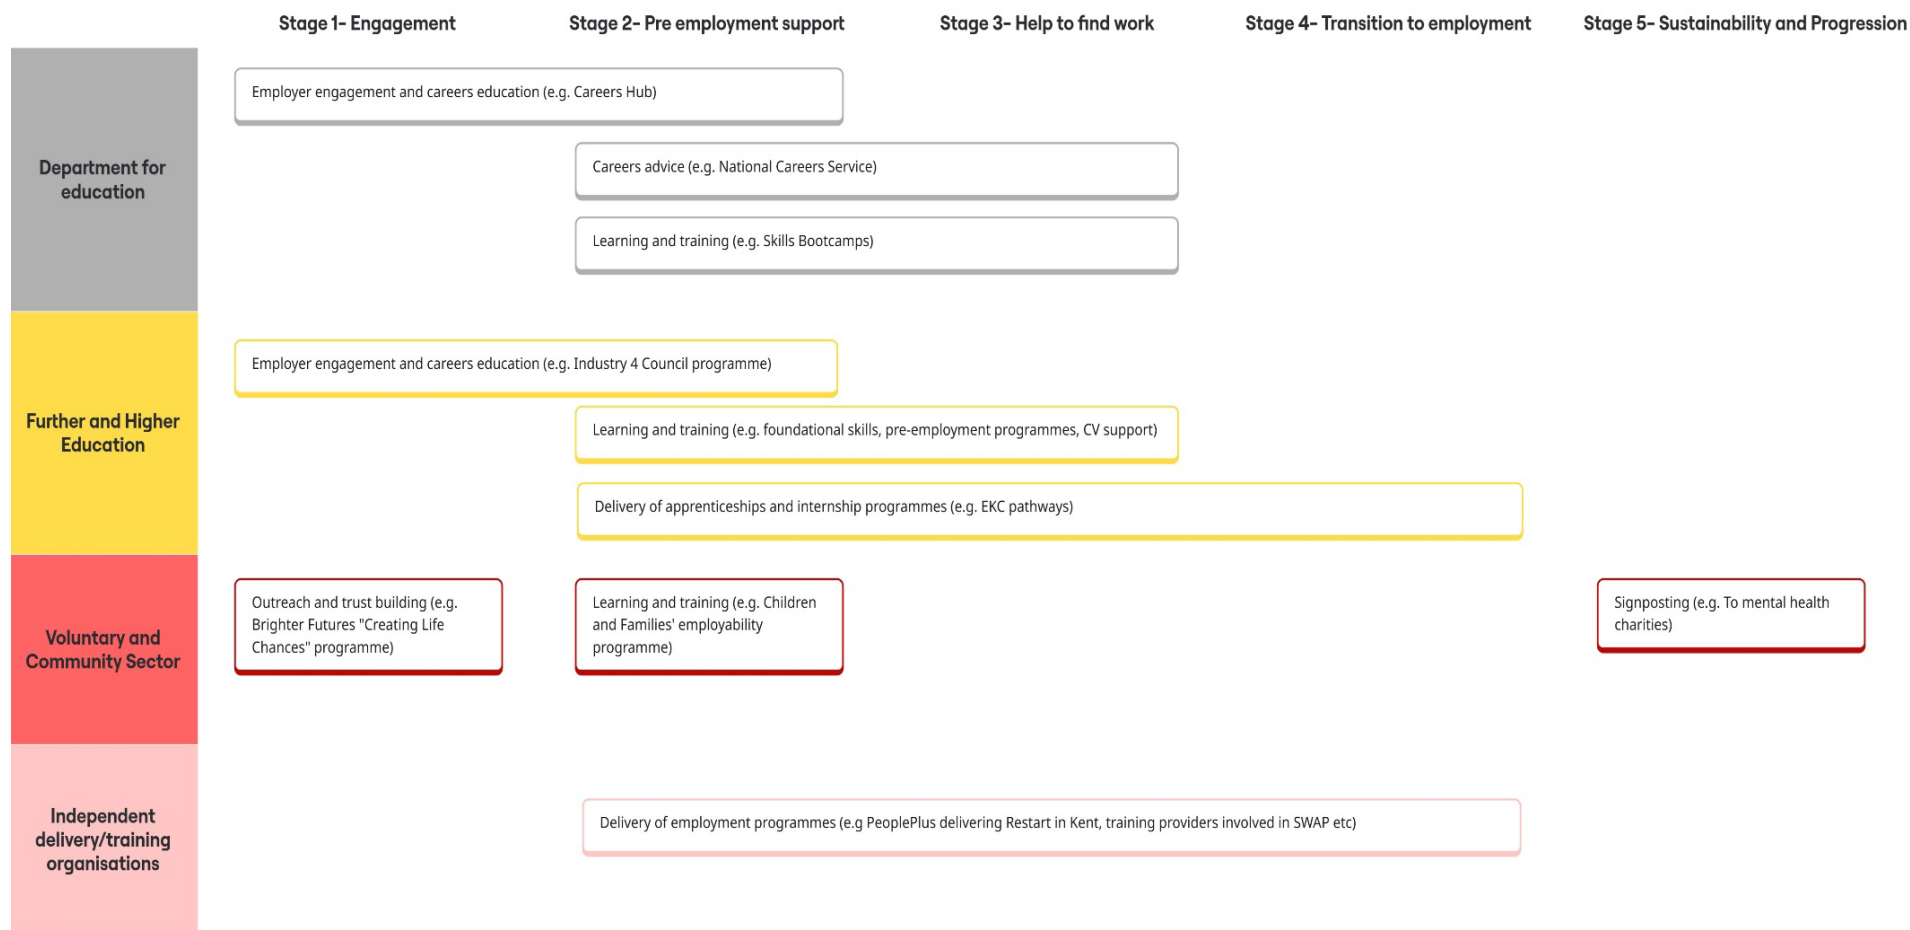 Stage 1- Engagement
Stage 2- Pre employment support
Stage 3- Help to find work
Stage 4- Transition to employment
Stage 5- Sustainability and Progression
Department for
education
Employer engagement and careers education (e.g. Careers Hub)
Careers advice (e.g. National Careers Service)
Learning and training (e.g. Skills Bootcamps)
Further and Higher
Education
Employer engagement and careers education (e.g. Industry 4 Council programme)
Learning and training (e.g. foundational skills, pre-employment programmes, CV support)
Delivery of apprenticeships and internship programmes (e.g. EKC pathways)
Voluntary and
Community Sector
Outreach and trust building (e.g.
Brighter Futures "Creating Life
Chances" programme)
Learning and training (e.g. Children
and Families' employability
programme)
Signposting (e.g. To mental health
charities)
Independent
delivery/training
organisations
Delivery of employment programmes (e.g PeoplePlus delivering Restart in Kent, training providers involved in SWAP etc)